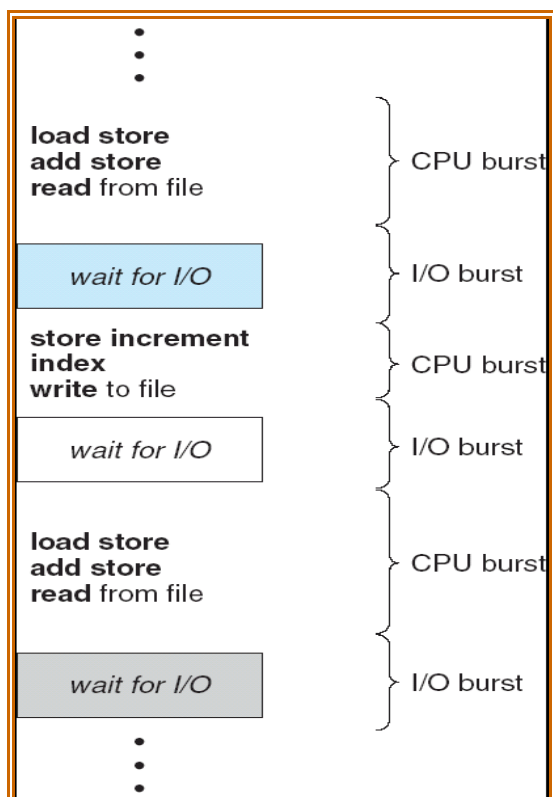 load store
add store
read from file
CPU burst
wait for I/O
I/O burst
store increment
index
write to file
CPU burst
wait for I/O
I/O burst
load store
add store
read from file
CPU burst
wait for I/O
I/O burst